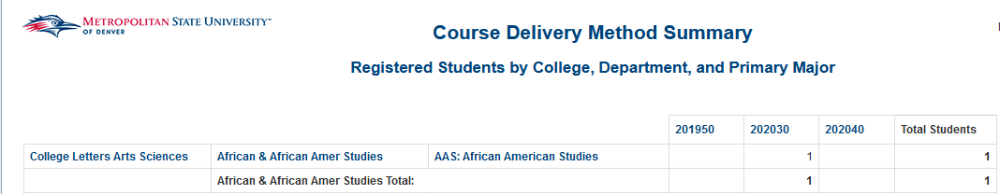 METROPOLITAN STATE UNIVERSITY™
OF DENVER
Course Delivery Method Summary
Registered Students by College, Department, and Primary Major
201950 202030 202040 Total Students
College Letters Arts Sciences African & African Amer Studies AAS: African American Studies 1 1
African & African Amer Studies Total: 1 1